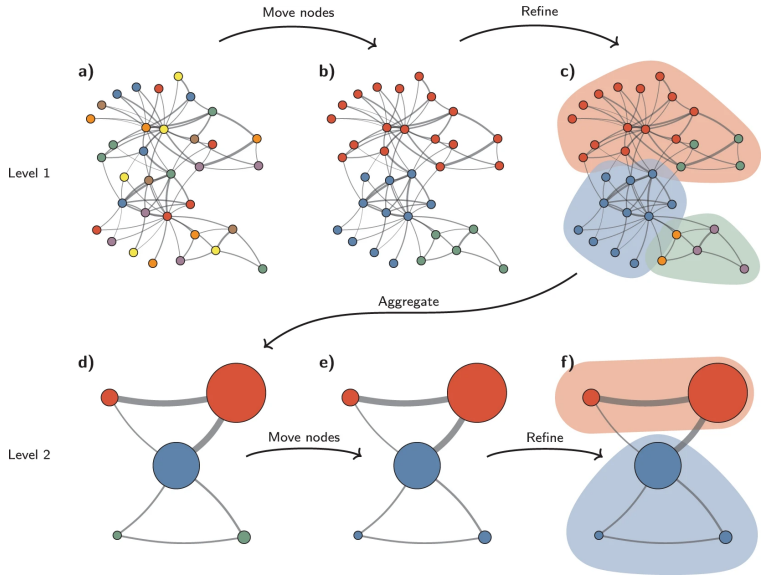 Move nodes
Refine
a)
b)
c)
Level 1
Aggregate
d)
e)
f)
Move nodes
Refine
Level 2